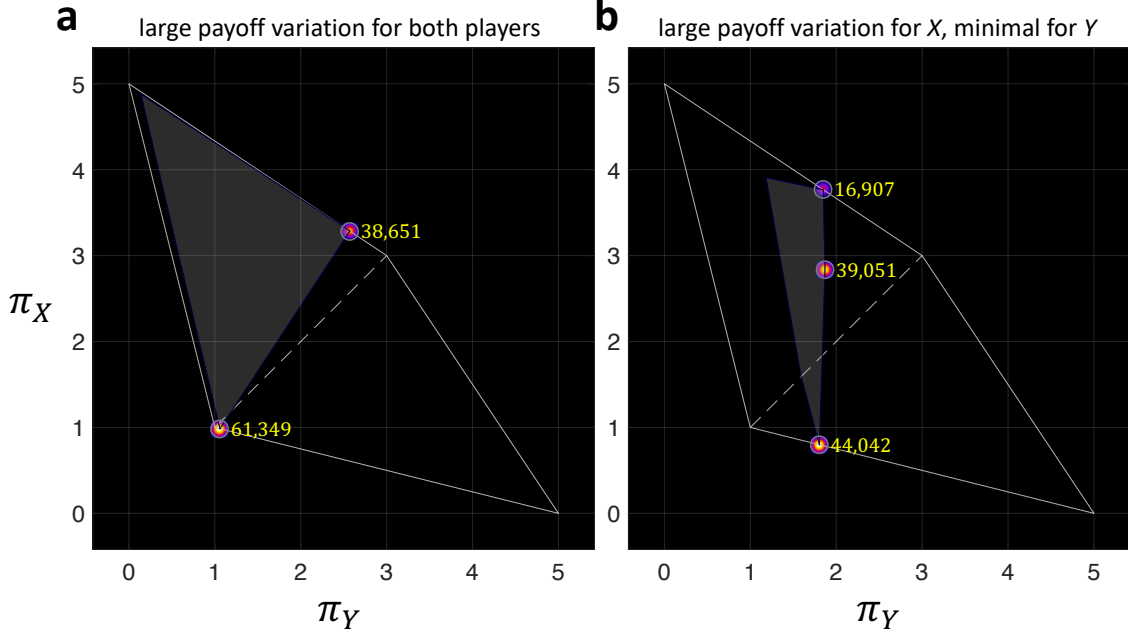 a
large payoff variation for both players
5
4
3
2
1
0
0 1 2 3 4 5
π_X
π_Y
38,651
61,349
b
large payoff variation for X, minimal for Y
5
4
3
2
1
0
0 1 2 3 4 5
π_Y
16,907
39,051
44,042